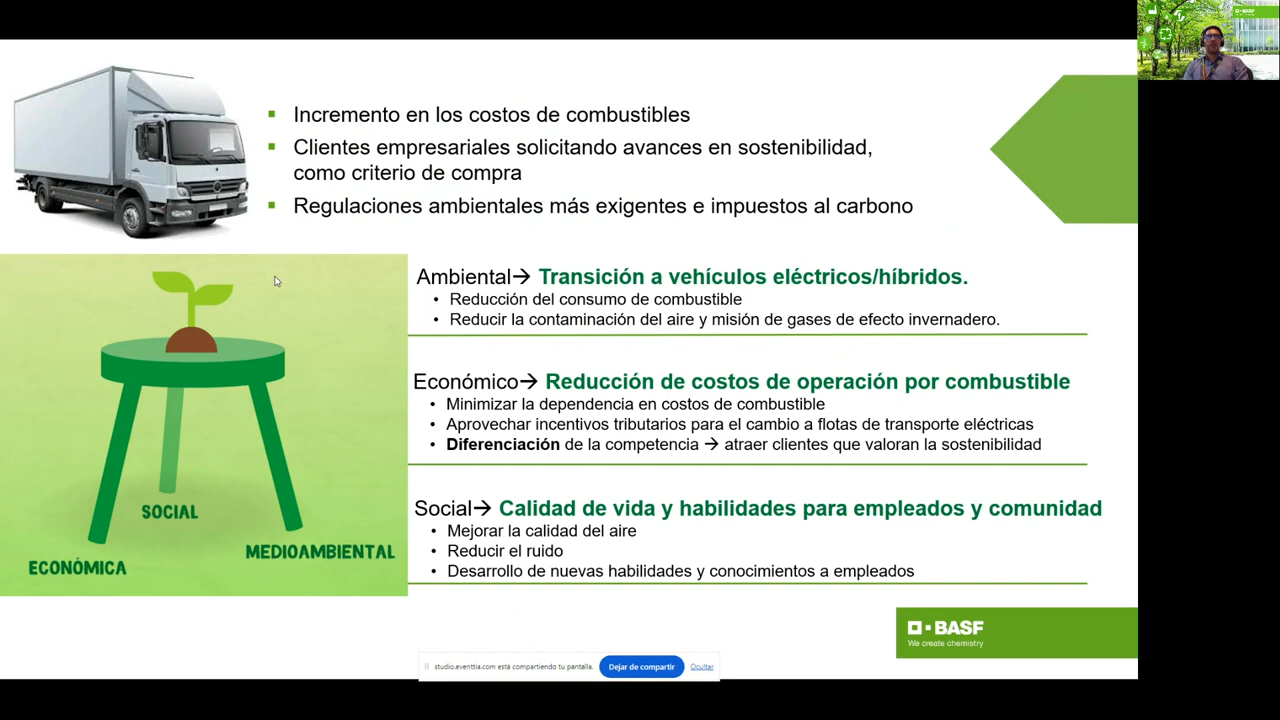 BASF
Incremento en los costos de combustibles
Clientes empresariales solicitando avances en sostenibilidad,
como criterio de compra
Regulaciones ambientales más exigentes e impuestos al carbono
Ambiental→ Transición a vehículos eléctricos/híbridos.
• Reducción del consumo de combustible
• Reducir la contaminación del aire y misión de gases de efecto invernadero.
Económico→ Reducción de costos de operación por combustible
• Minimizar la dependencia en costos de combustible
• Aprovechar incentivos tributarios para el cambio a flotas de transporte eléctricas
• Diferenciación de la competencia → atraer clientes que valoran la sostenibilidad
SOCIAL
MEDIOAMBIENTAL
ECONÓMICA
Social→ Calidad de vida y habilidades para empleados y comunidad
• Mejorar la calidad del aire
• Reducir el ruido
• Desarrollo de nuevas habilidades y conocimientos a empleados
BASF
We create chemistry
studio.eventtia.com está compartiendo tu pantalla.
Dejar de compartir
Ocultar